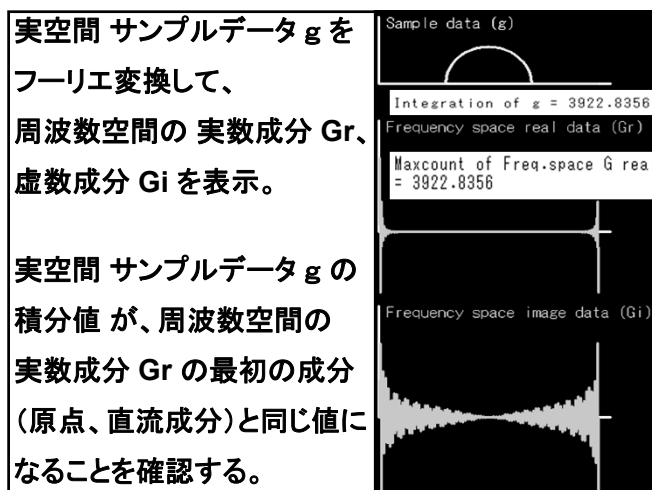 実空間 サンプルデータ g を
フーリエ変換して、
周波数空間の 実数成分 Gr、
虚数成分 Gi を表示。
実空間 サンプルデータ g の
積分値 が、周波数空間の
実数成分 Gr の最初の成分
（原点、直流成分）と同じ値に
なることを確認する。
Sample data (g)
Integration of g = 3922.8356
Frequency space real data (Gr)
Maxcount of Freq.space G rea
= 3922.8356
Frequency space image data (Gi)